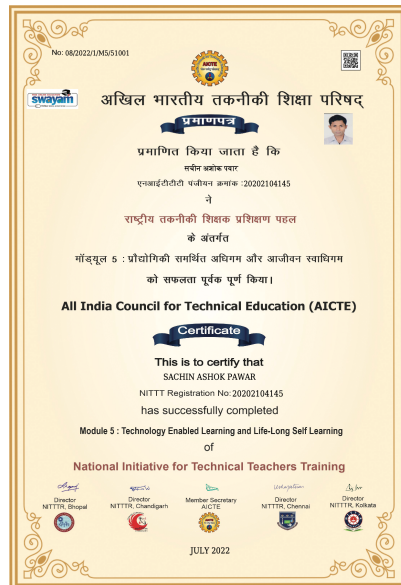 No: 08/2022/1/M5/51001
swayam
अखिल भारतीय तकनीकी शिक्षा परिषद्
प्रमाणपत्र
प्रमाणित किया जाता है कि
सचीन अशोक पवार
एनआईटीटीटी पंजीयन क्रमांक :20202104145
ने
राष्ट्रीय तकनीकी शिक्षक प्रशिक्षण पहल
के अंतर्गत
मॉड्यूल 5 : प्रौद्योगिकी समर्थित अधिगम और आजीवन स्वाधिगम
को सफलता पूर्वक पूर्ण किया।
All India Council for Technical Education (AICTE)
Certificate
This is to certify that
SACHIN ASHOK PAWAR
NITTT Registration No: 20202104145
has successfully completed
Module 5 : Technology Enabled Learning and Life-Long Self Learning
of
National Initiative for Technical Teachers Training
Director
NITTTR, Bhopal
Director
NITTTR, Chandigarh
Member Secretary
AICTE
Director
NITTTR, Chennai
Director
NITTTR, Kolkata
JULY 2022